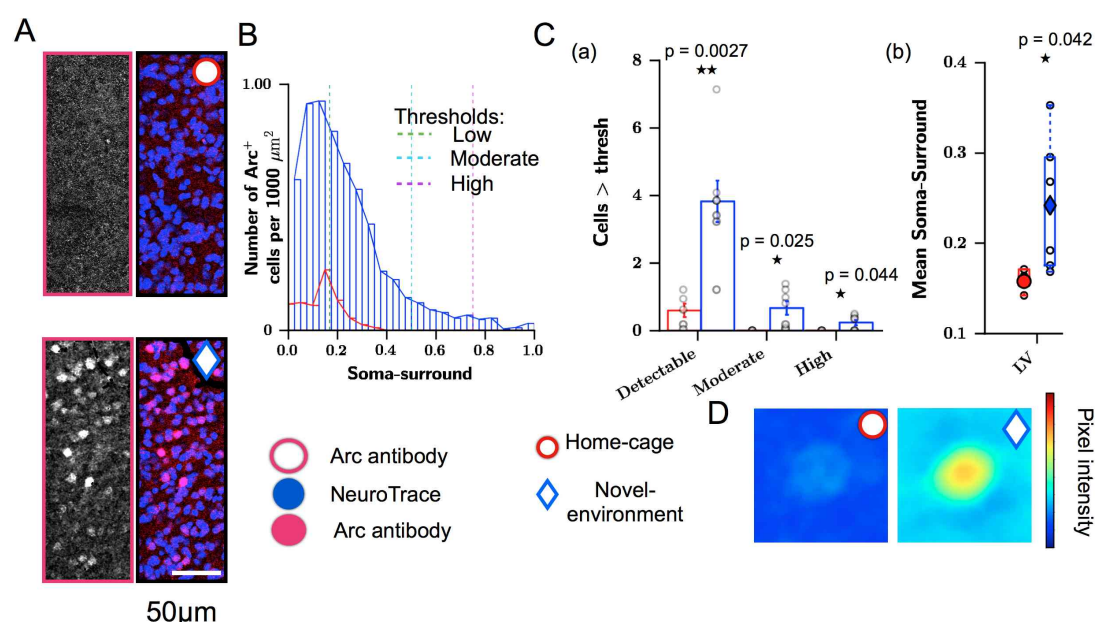 A
B
C
(a)
(b)
p = 0.0027
★★
p = 0.025
★
p = 0.044
★
p = 0.042
★
1.00
0
Number of Arc⁺
cells per 1000 μm²
Thresholds:
Low
Moderate
High
0.0
0.2
0.4
0.6
0.8
1.0
Soma-surround
8
6
4
2
0
Cells > thresh
Detectable
Moderate
High
0.4
0.3
0.2
0.1
Mean Soma-Surround
LV
50μm
Arc antibody
NeuroTrace
Arc antibody
Home-cage
Novel-
environment
D
Pixel intensity